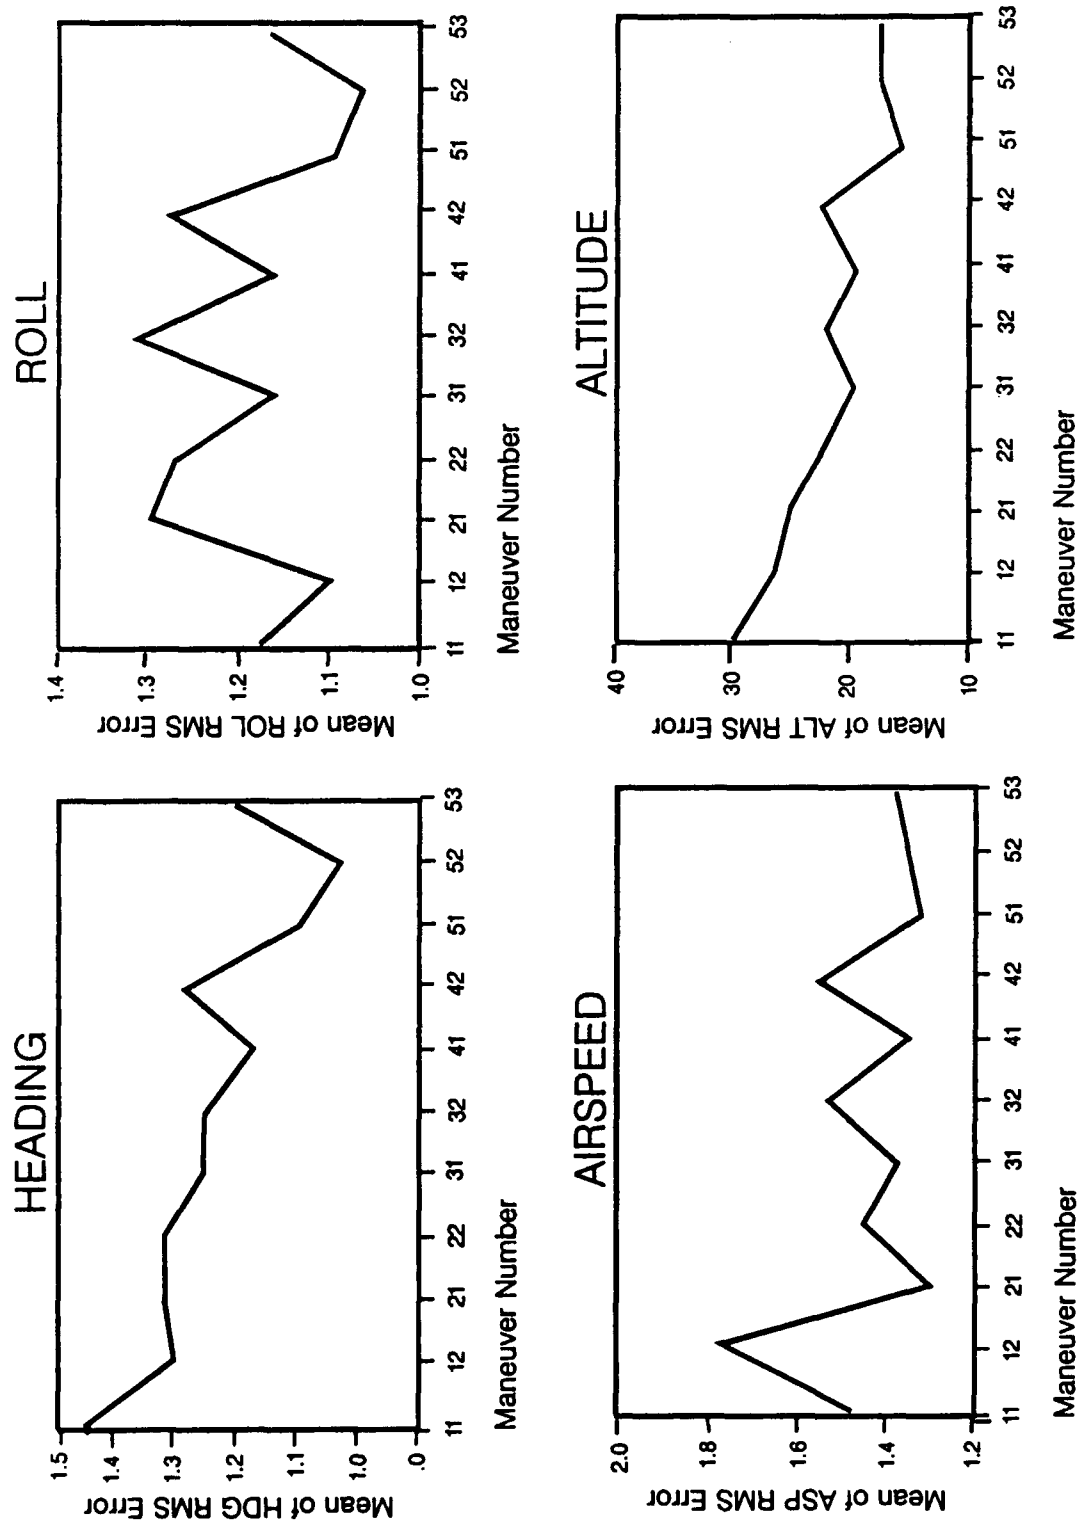 HEADING
Mean of HDG RMS Error
1.5
1.4
1.3
1.2
1.1
1.0
.0
11 12 21 22 31 32 41 42 51 52 53
Maneuver Number
ROLL
Mean of ROL RMS Error
1.4
1.3
1.2
1.1
1.0
11 12 21 22 31 32 41 42 51 52 53
Maneuver Number
AIRSPEED
Mean of ASP RMS Error
2.0
1.8
1.6
1.4
1.2
11 12 21 22 31 32 41 42 51 52 53
Maneuver Number
ALTITUDE
Mean of ALT RMS Error
40
30
20
10
11 12 21 22 31 32 41 42 51 52 53
Maneuver Number